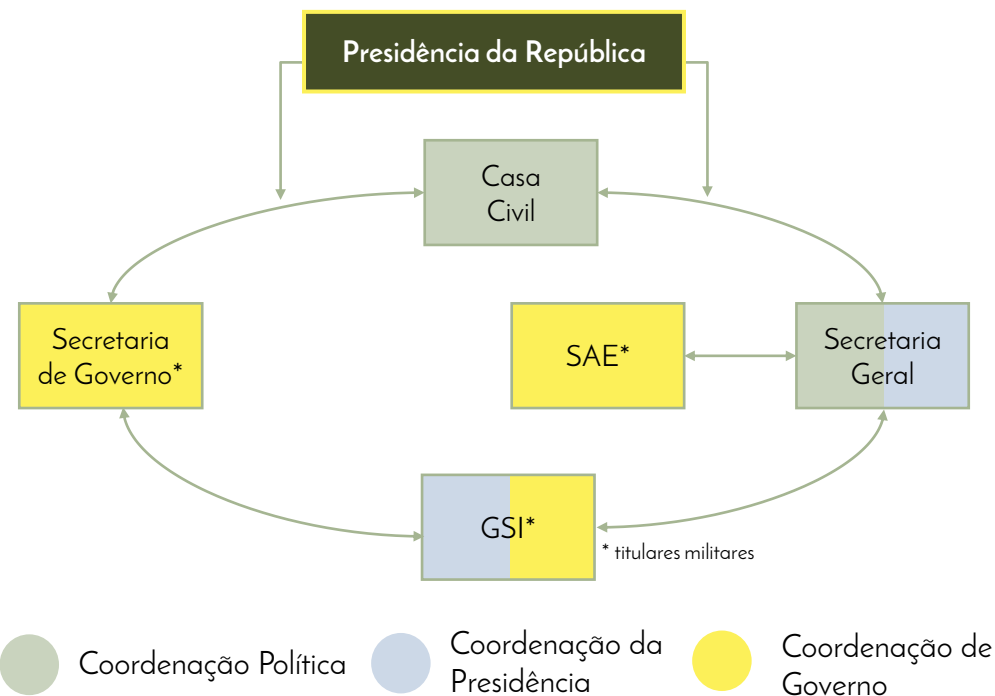 Presidência da República
Casa
Civil
Secretaria
de Governo*
SAE*
Secretaria
Geral
GSI*
* titulares militares
Coordenação Política
Coordenação da
Presidência
Coordenação de
Governo